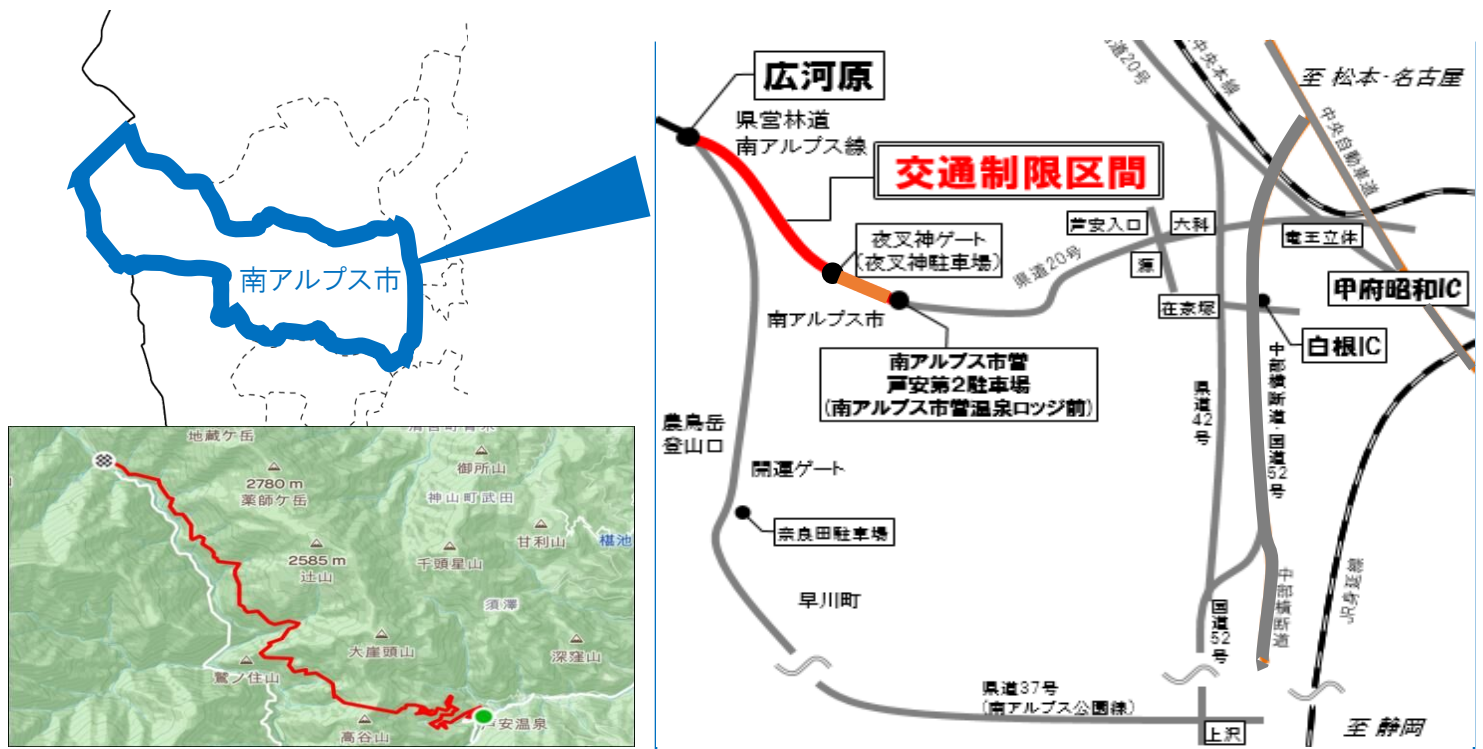 南アルプス市
地蔵ケ岳
2780 m
薬師ケ岳
御所山
神山町武田
甘利山
椹池
2585 m
辻山
千頭星山
須澤
大崖頭山
深窪山
鷲ノ住山
高谷山
芦安温泉
広河原
県営林道
南アルプス線
交通制限区間
夜叉神ゲート
(夜叉神駐車場)
南アルプス市
南アルプス市営
芦安第2駐車場
(南アルプス市営温泉ロッジ前)
県道20号
芦安入口
六科
源
在家塚
竜王立体
中央本線
至 松本・名古屋
中央自動車道
甲府昭和IC
白根IC
県道42号
中部横断道・国道52号
農鳥岳
登山口
開運ゲート
奈良田駐車場
早川町
国道52号
中部横断道
JR身延線
県道37号
(南アルプス公園線)
上沢
至 静岡